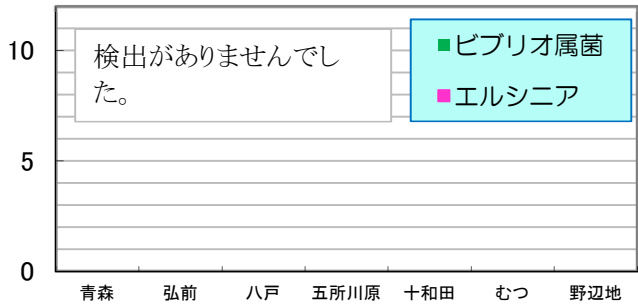 10
検出がありませんでし
た。
■ビブリオ属菌
■エルシニア
5
0
青森 弘前 八戸 五所川原 十和田 むつ 野辺地